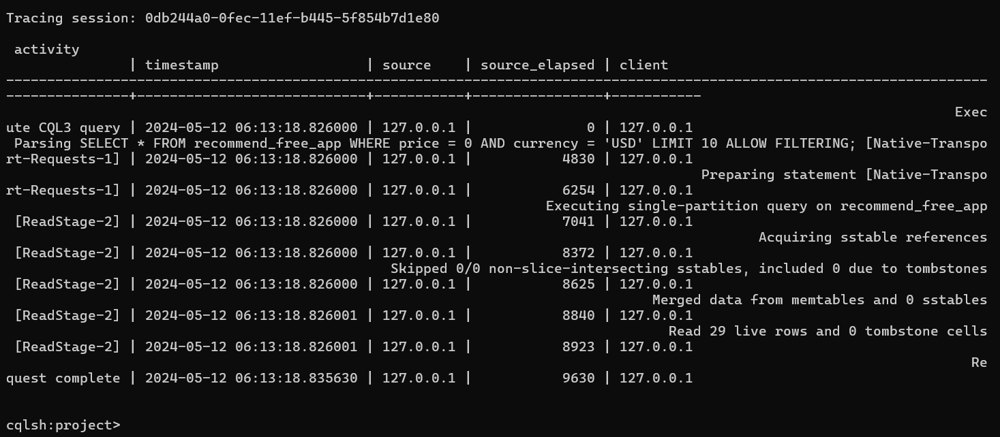 Tracing session: 0db244a0-0fec-11ef-b445-5f854b7d1e80
activity
| timestamp | source | source_elapsed | client
------------------------------------------------------------------------------------------------------------------------
---------------+----------------------------+-----------+----------------+-----------
Exec
ute CQL3 query | 2024-05-12 06:13:18.826000 | 127.0.0.1 | 0 | 127.0.0.1
Parsing SELECT * FROM recommend_free_app WHERE price = 0 AND currency = 'USD' LIMIT 10 ALLOW FILTERING; [Native-Transpo
rt-Requests-1] | 2024-05-12 06:13:18.826000 | 127.0.0.1 | 4830 | 127.0.0.1
Preparing statement [Native-Transpo
rt-Requests-1] | 2024-05-12 06:13:18.826000 | 127.0.0.1 | 6254 | 127.0.0.1
Executing single-partition query on recommend_free_app
[ReadStage-2] | 2024-05-12 06:13:18.826000 | 127.0.0.1 | 7041 | 127.0.0.1
Acquiring sstable references
[ReadStage-2] | 2024-05-12 06:13:18.826000 | 127.0.0.1 | 8372 | 127.0.0.1
Skipped 0/0 non-slice-intersecting sstables, included 0 due to tombstones
[ReadStage-2] | 2024-05-12 06:13:18.826000 | 127.0.0.1 | 8625 | 127.0.0.1
Merged data from memtables and 0 sstables
[ReadStage-2] | 2024-05-12 06:13:18.826001 | 127.0.0.1 | 8840 | 127.0.0.1
Read 29 live rows and 0 tombstone cells
[ReadStage-2] | 2024-05-12 06:13:18.826001 | 127.0.0.1 | 8923 | 127.0.0.1
Re
quest complete | 2024-05-12 06:13:18.835630 | 127.0.0.1 | 9630 | 127.0.0.1
cqlsh:project>